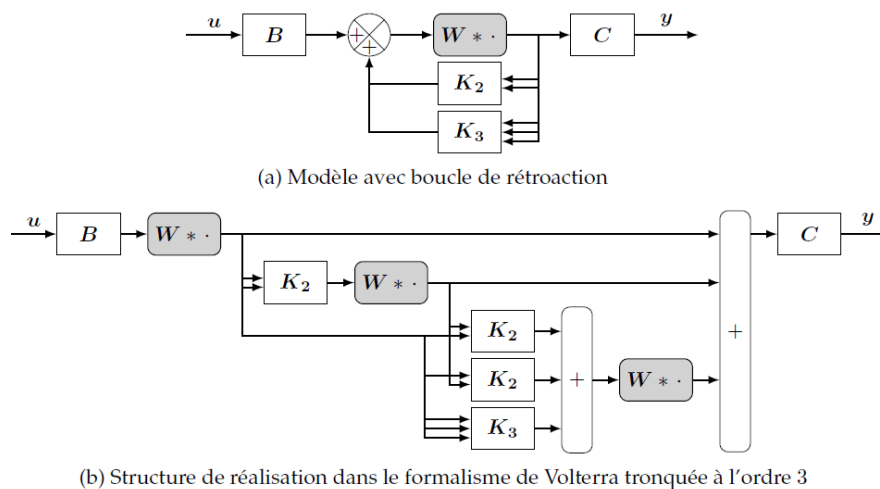 u B + + W ∗ · C y
K₂
K₃
(a) Modèle avec boucle de rétroaction
u B W ∗ · C y
K₂ W ∗ ·
K₂
K₂ + W ∗ · +
K₃
(b) Structure de réalisation dans le formalisme de Volterra tronquée à l'ordre 3